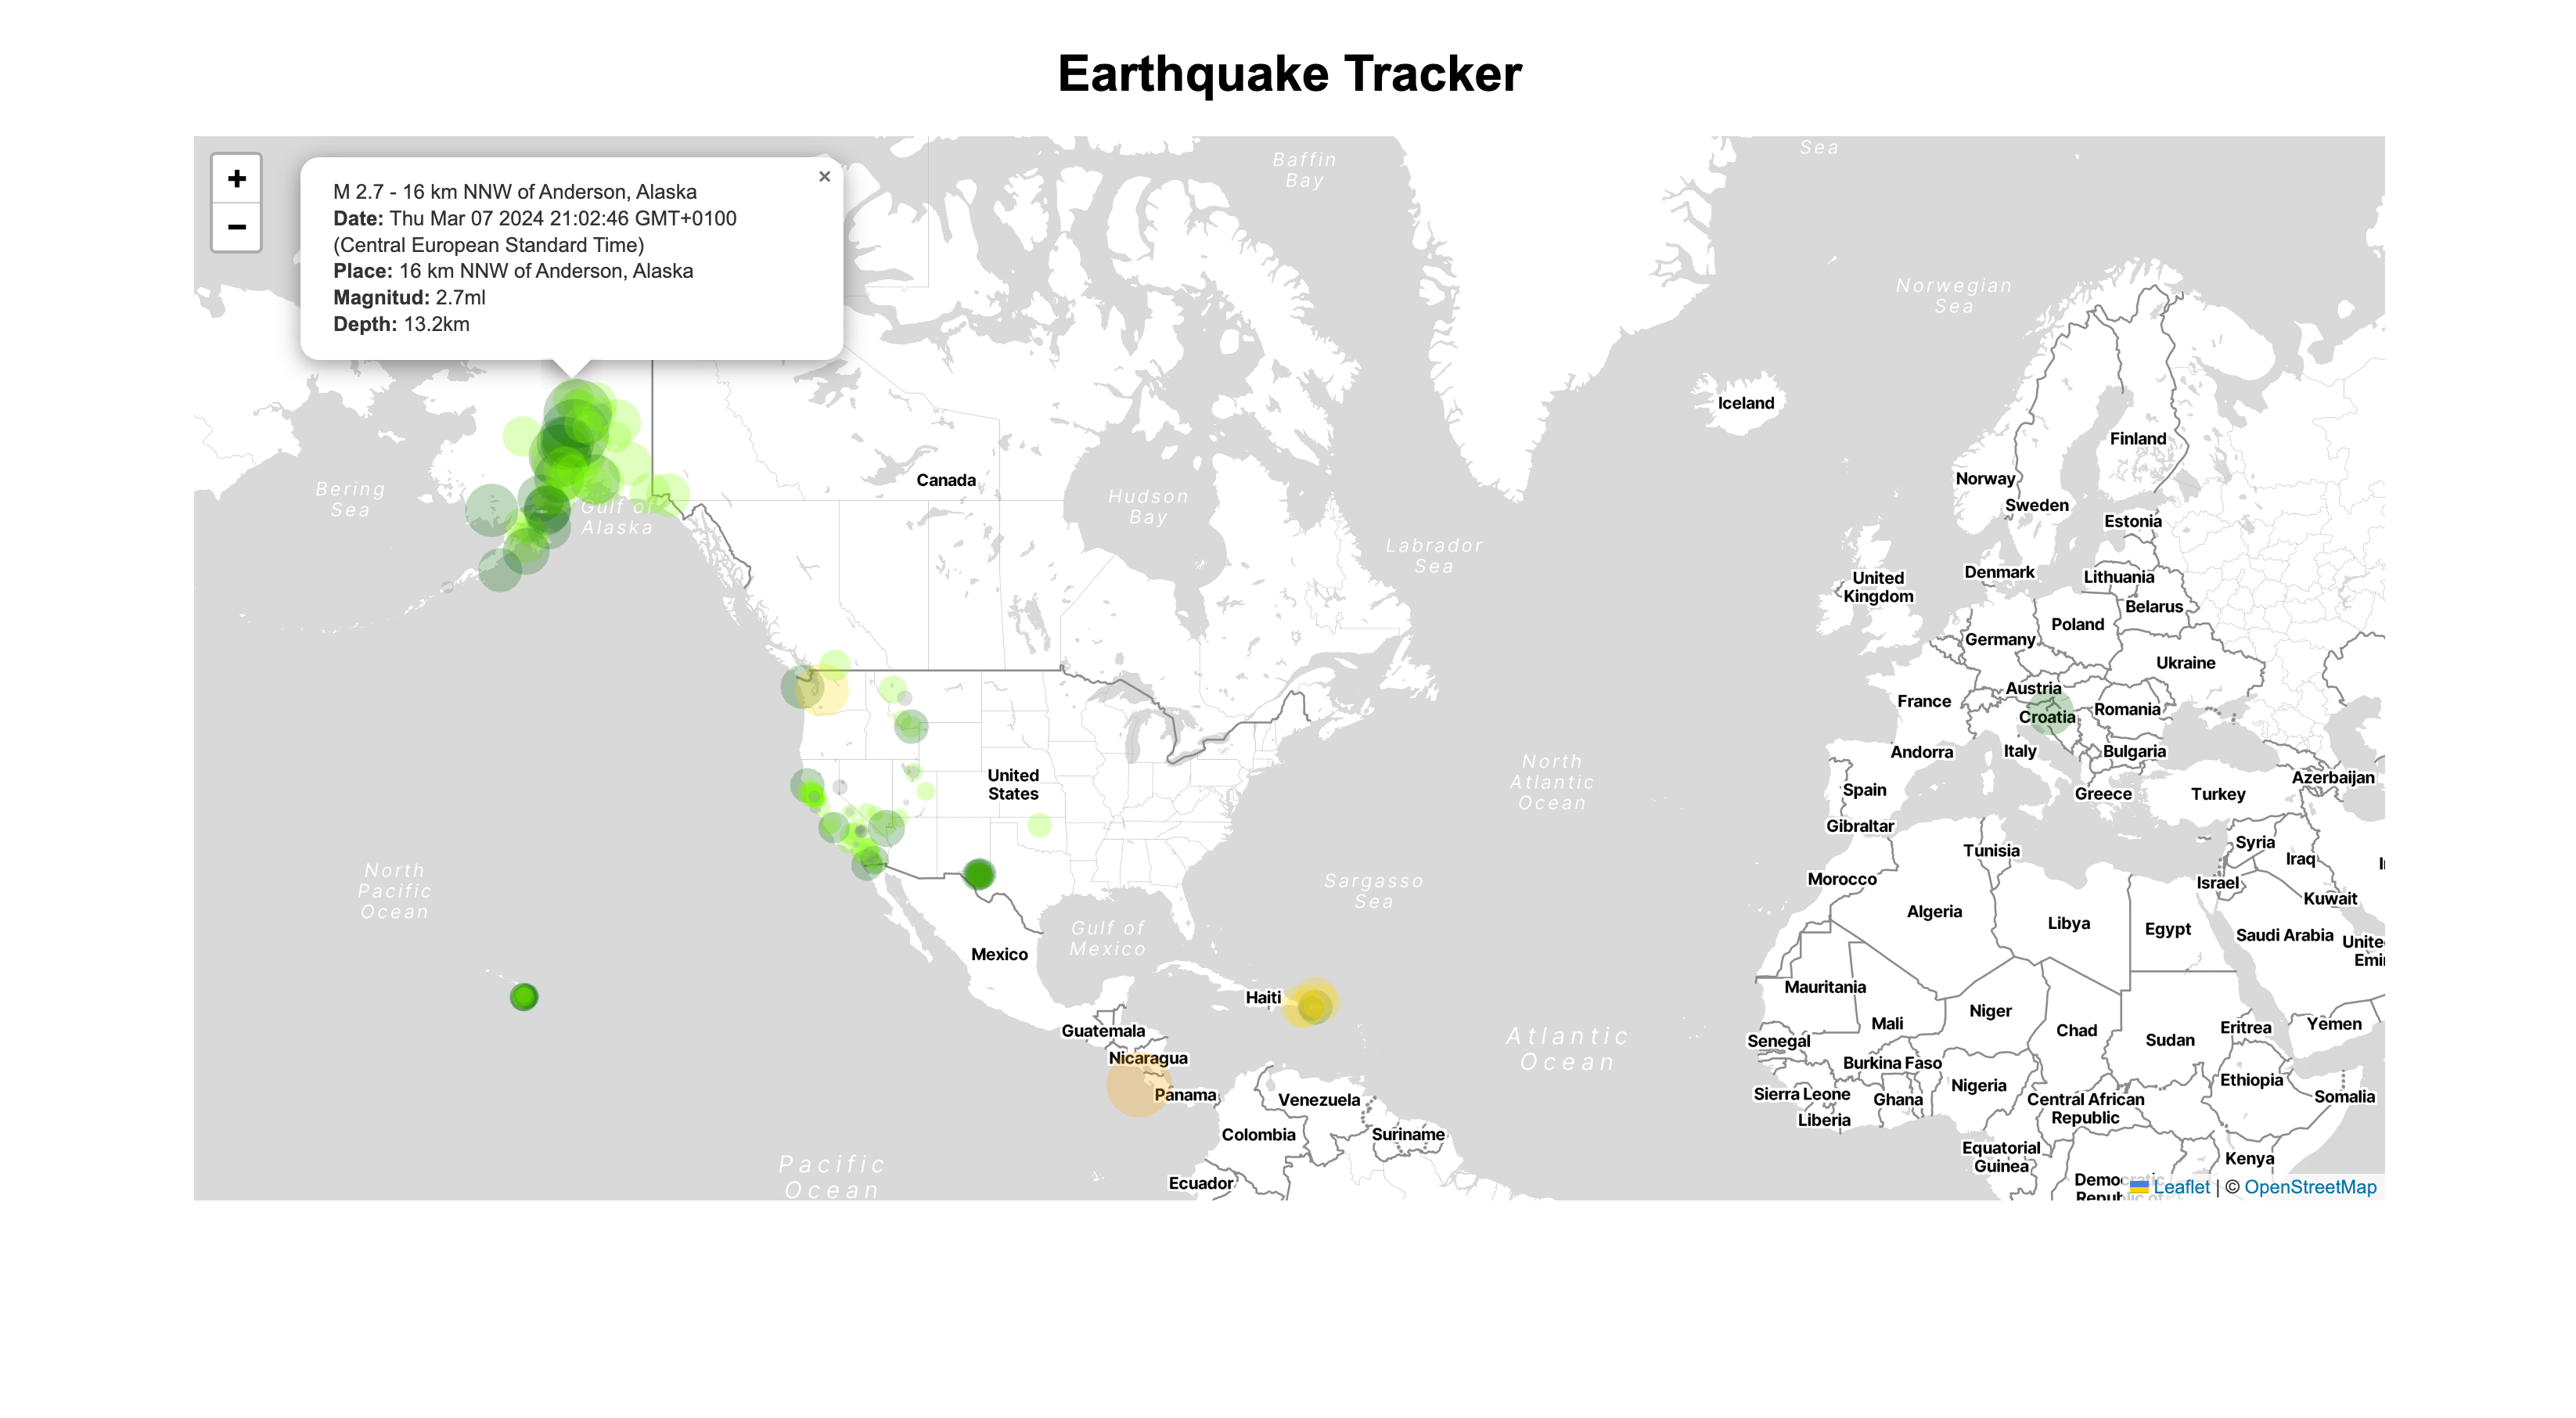 Earthquake Tracker
+
−
×
M 2.7 - 16 km NNW of Anderson, Alaska
Date: Thu Mar 07 2024 21:02:46 GMT+0100
(Central European Standard Time)
Place: 16 km NNW of Anderson, Alaska
Magnitud: 2.7ml
Depth: 13.2km
Baffin
Bay
Sea
Norwegian
Sea
Iceland
Finland
Norway
Sweden
Estonia
Canada
Bering
Sea
Gulf of
Alaska
Hudson
Bay
Labrador
Sea
United
Kingdom
Denmark
Lithuania
Belarus
Poland
Germany
Ukraine
Austria
France
Croatia
Romania
Andorra
Italy
Bulgaria
United
States
North
Atlantic
Ocean
Spain
Greece
Turkey
Azerbaijan
Gibraltar
Tunisia
Syria
Iraq
Israel
Kuwait
Morocco
Algeria
Libya
Egypt
Saudi Arabia
North
Pacific
Ocean
Sargasso
Sea
Gulf of
Mexico
Mexico
Haiti
Mauritania
Mali
Niger
Chad
Sudan
Eritrea
Yemen
Guatemala
Nicaragua
Panama
Atlantic
Ocean
Senegal
Burkina Faso
Nigeria
Ethiopia
Sierra Leone
Ghana
Central African
Republic
Somalia
Liberia
Venezuela
Colombia
Suriname
Equatorial
Guinea
Kenya
Pacific
Ocean
Ecuador
Leaflet | © OpenStreetMap